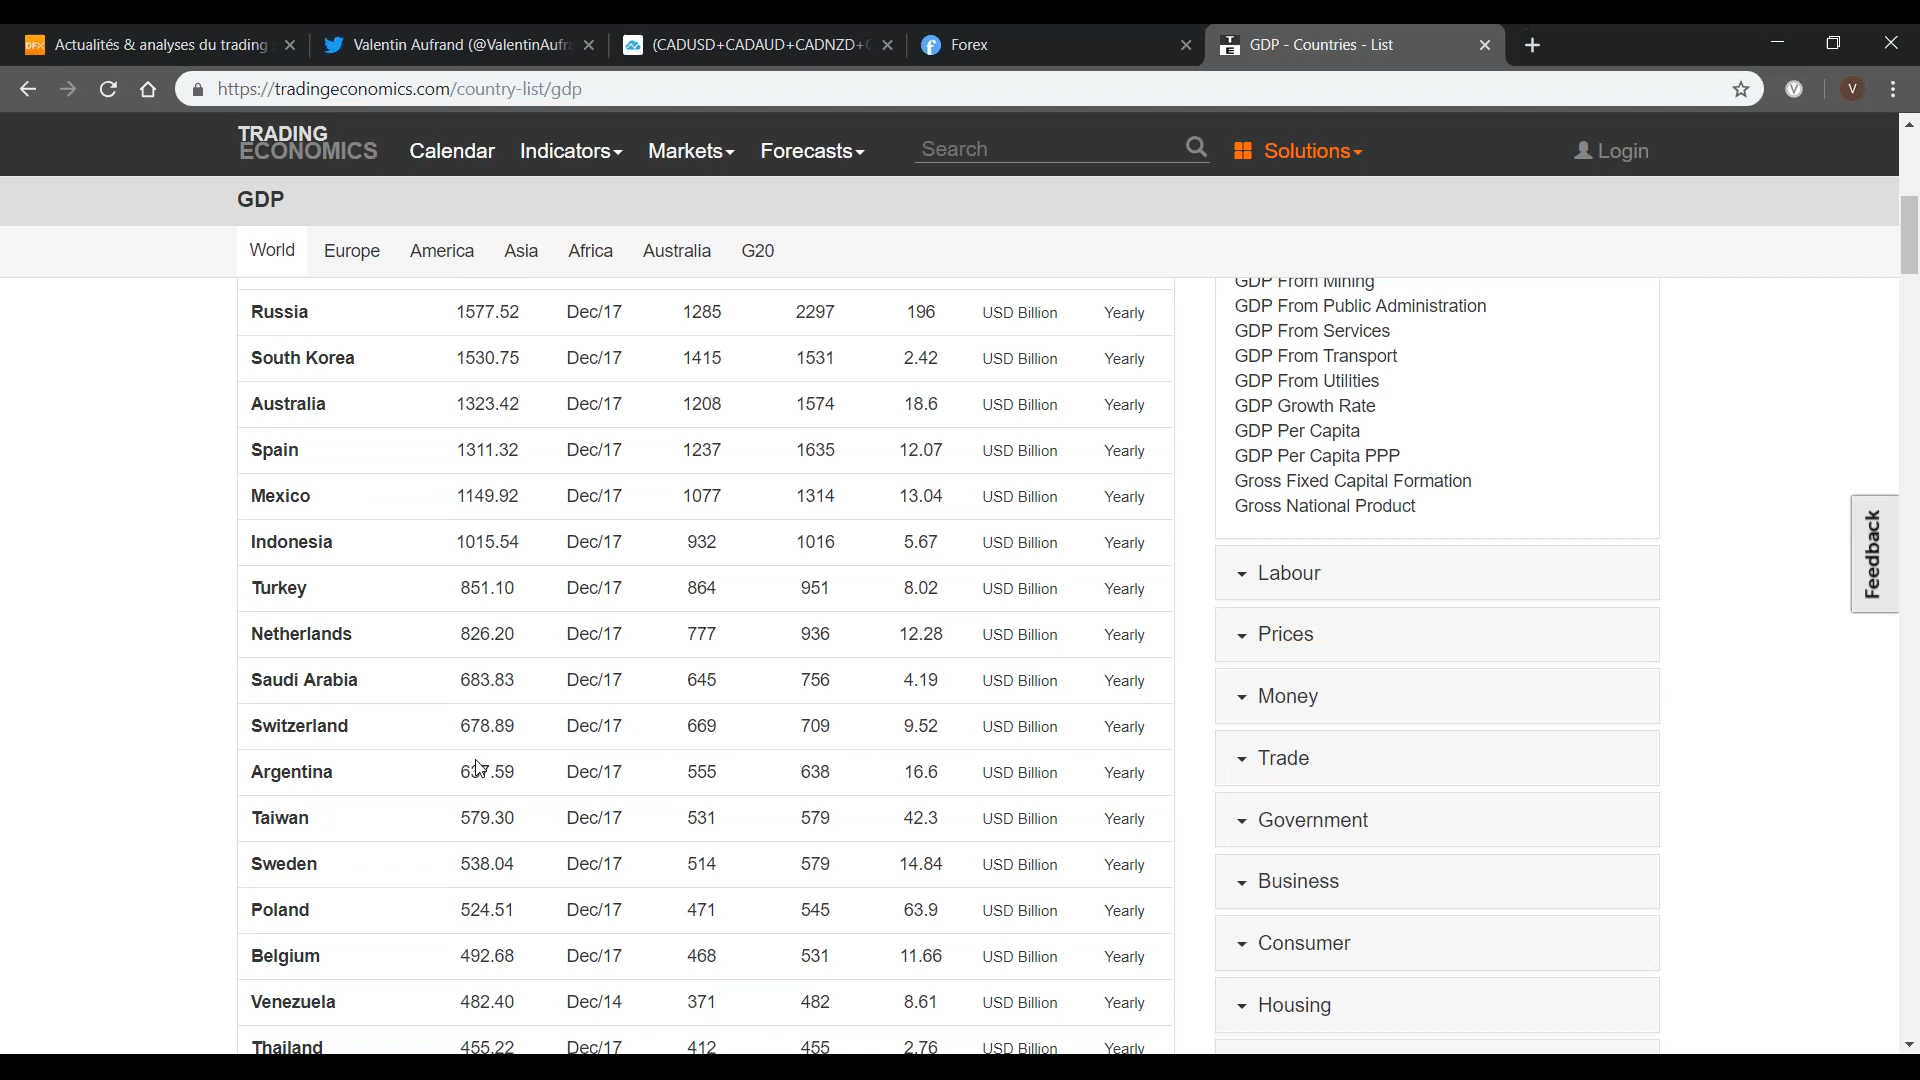 DFX Actualités & analyses du trading
Valentin Aufrand (@ValentinAufr
(CADUSD+CADAUD+CADNZD+C
Forex
GDP - Countries - List
https://tradingeconomics.com/country-list/gdp
V
V
TRADING
ECONOMICS
Calendar Indicators Markets Forecasts Search Solutions Login
GDP
World Europe America Asia Africa Australia G20
Russia 1577.52 Dec/17 1285 2297 196 USD Billion Yearly
South Korea 1530.75 Dec/17 1415 1531 2.42 USD Billion Yearly
Australia 1323.42 Dec/17 1208 1574 18.6 USD Billion Yearly
Spain 1311.32 Dec/17 1237 1635 12.07 USD Billion Yearly
Mexico 1149.92 Dec/17 1077 1314 13.04 USD Billion Yearly
Indonesia 1015.54 Dec/17 932 1016 5.67 USD Billion Yearly
Turkey 851.10 Dec/17 864 951 8.02 USD Billion Yearly
Netherlands 826.20 Dec/17 777 936 12.28 USD Billion Yearly
Saudi Arabia 683.83 Dec/17 645 756 4.19 USD Billion Yearly
Switzerland 678.89 Dec/17 669 709 9.52 USD Billion Yearly
Argentina Dec/17 555 638 16.6 USD Billion Yearly
Taiwan 579.30 Dec/17 531 579 42.3 USD Billion Yearly
Sweden 538.04 Dec/17 514 579 14.84 USD Billion Yearly
Poland 524.51 Dec/17 471 545 63.9 USD Billion Yearly
Belgium 492.68 Dec/17 468 531 11.66 USD Billion Yearly
Venezuela 482.40 Dec/14 371 482 8.61 USD Billion Yearly
Thailand 455.22 Dec/17 412 455 2.76 USD Billion Yearly
GDP From Mining
GDP From Public Administration
GDP From Services
GDP From Transport
GDP From Utilities
GDP Growth Rate
GDP Per Capita
GDP Per Capita PPP
Gross Fixed Capital Formation
Gross National Product
Labour
Prices
Money
Trade
Government
Business
Consumer
Housing
Feedback